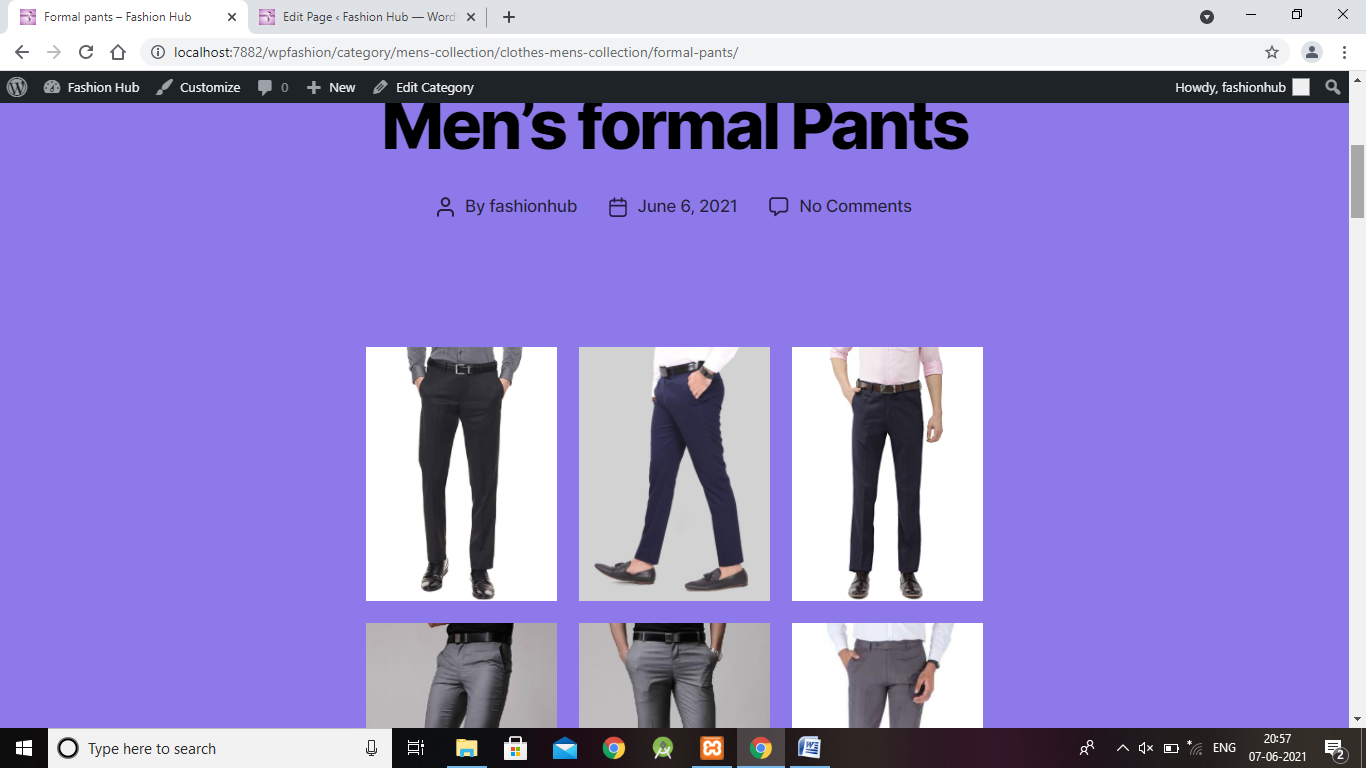 Formal pants – Fashion Hub
Edit Page ‹ Fashion Hub — Word
localhost:7882/wpfashion/category/mens-collection/clothes-mens-collection/formal-pants/
Fashion Hub Customize 0 New Edit Category Howdy, fashionhub
Men’s formal Pants
By fashionhub June 6, 2021 No Comments
Type here to search
ENG
20:57
07-06-2021
2